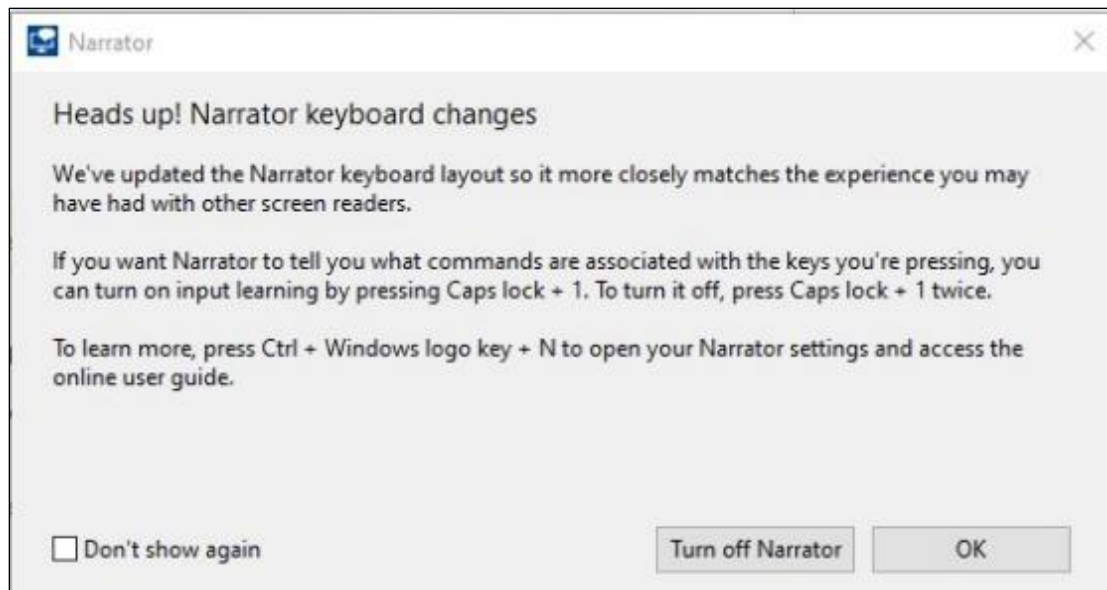 Narrator
Heads up! Narrator keyboard changes
We've updated the Narrator keyboard layout so it more closely matches the experience you may
have had with other screen readers.
If you want Narrator to tell you what commands are associated with the keys you're pressing, you
can turn on input learning by pressing Caps lock + 1. To turn it off, press Caps lock + 1 twice.
To learn more, press Ctrl + Windows logo key + N to open your Narrator settings and access the
online user guide.
Don't show again
Turn off Narrator
OK